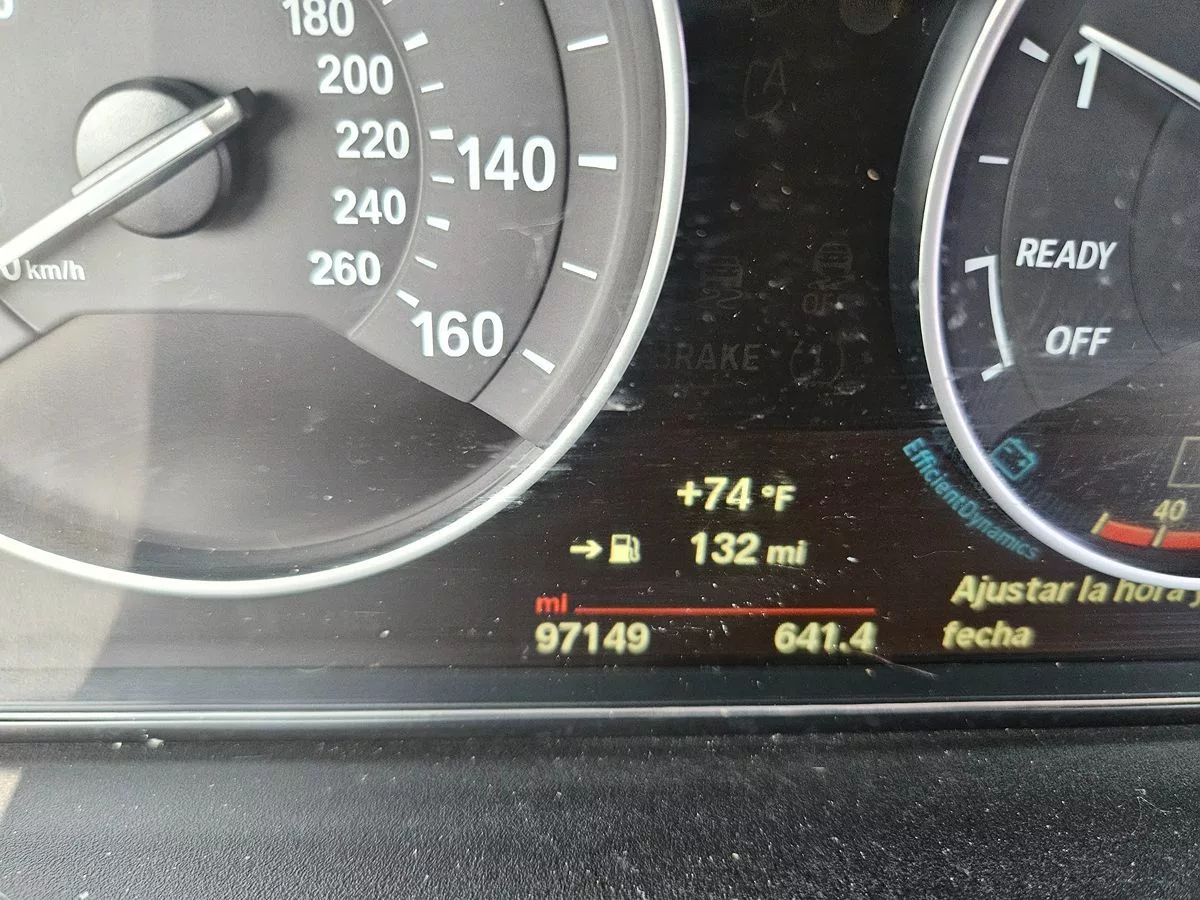 180
200
220
240
260
km/h
140
160
1
READY
OFF
BRAKE
EfficientDynamics
+74 °F
132 mi
mi
97149 641.4
40
Ajustar la hora y
fecha